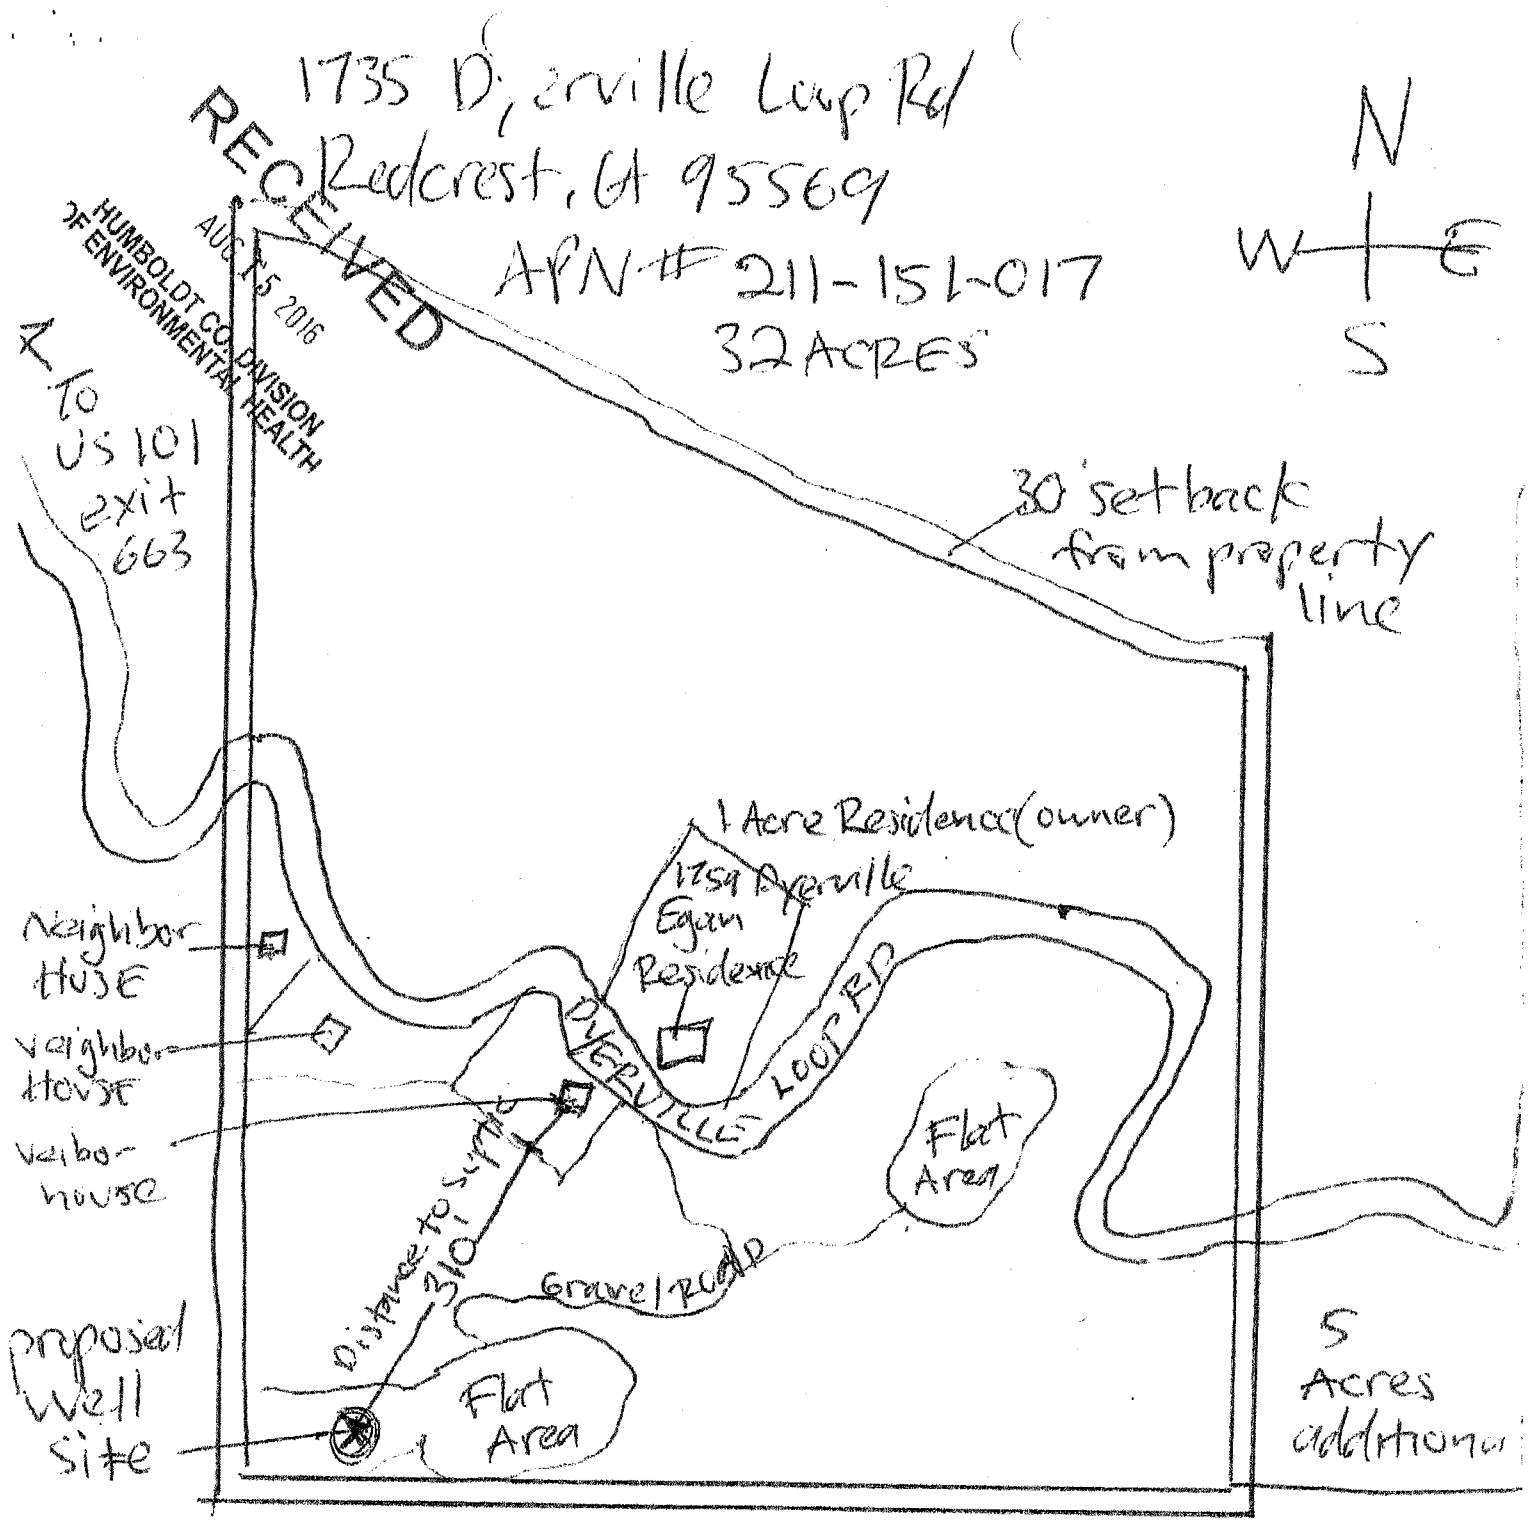 1735 Dyerville Loop Rd
Redcrest, CA 95569
APN # 211-151-017
32 ACRES
N
W E
S
RECEIVED
AUG 15 2016
HUMBOLDT CO. DIVISION
OF ENVIRONMENTAL HEALTH
To
US 101
exit
663
30' setback
from property
line
1 Acre Residence (owner)
1759 Dyerville
Egan
Residence
Neighbor
HUSE
Neighbor
HOUSE
Neibor
house
DYERVILLE LOOP RD
Flat
Area
Distance to septic
310'
Gravel ROAD
proposed
Well
Site
Flat
Area
5
Acres
additional